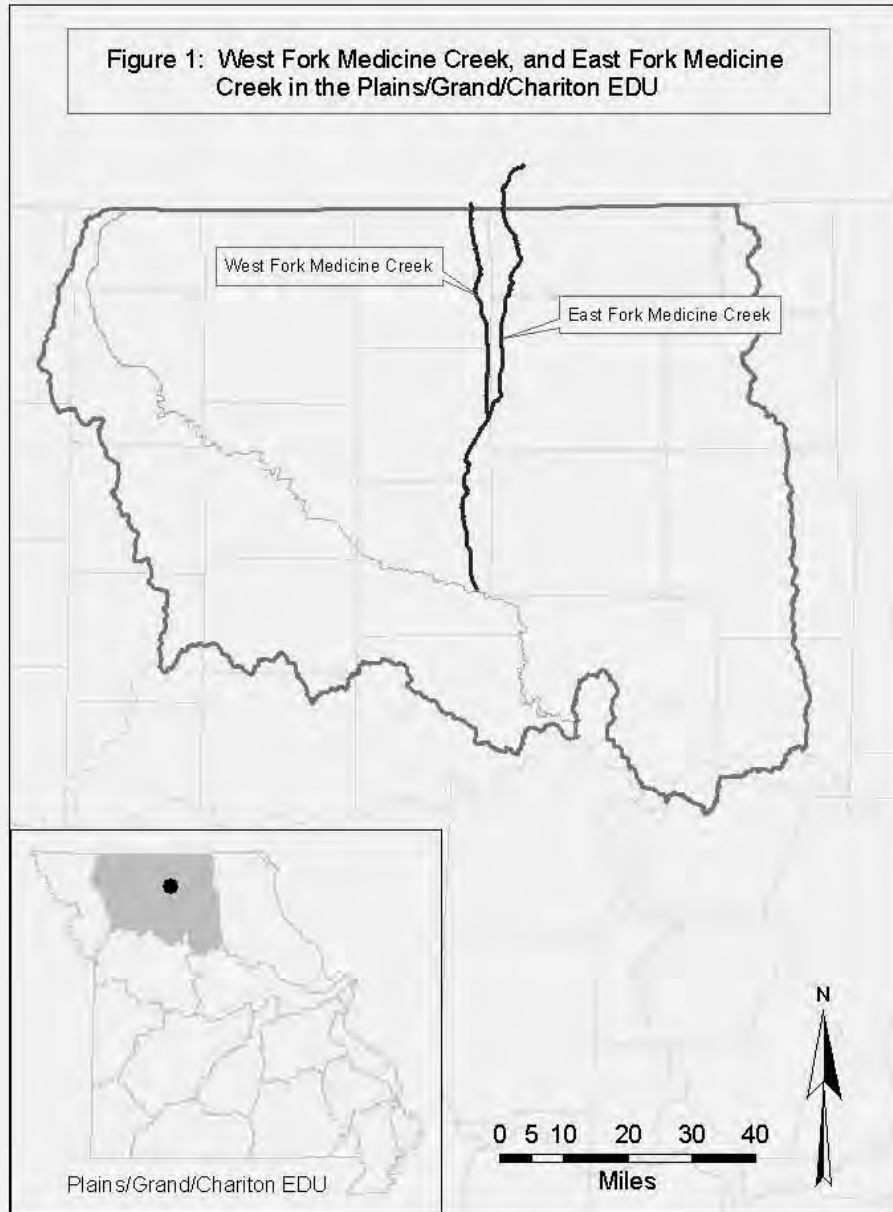 Figure 1: West Fork Medicine Creek, and East Fork Medicine
Creek in the Plains/Grand/Chariton EDU
West Fork Medicine Creek
East Fork Medicine Creek
Plains/Grand/Chariton EDU
N
0 5 10 20 30 40
Miles